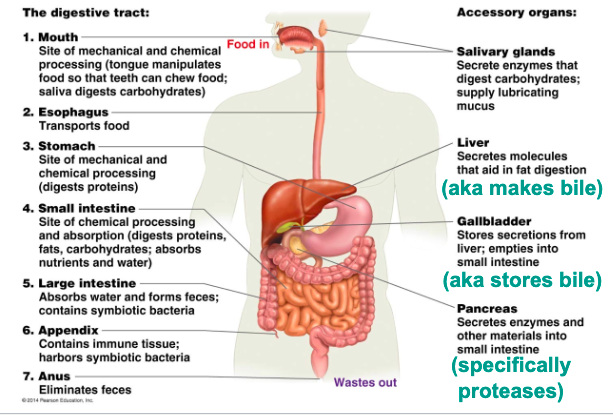 The digestive tract:
1. Mouth
Site of mechanical and chemical
processing (tongue manipulates
food so that teeth can chew food;
saliva digests carbohydrates)
Food in
2. Esophagus
Transports food
3. Stomach
Site of mechanical and
chemical processing
(digests proteins)
4. Small intestine
Site of chemical processing
and absorption (digests proteins,
fats, carbohydrates; absorbs
nutrients and water)
5. Large intestine
Absorbs water and forms feces;
contains symbiotic bacteria
6. Appendix
Contains immune tissue;
harbors symbiotic bacteria
7. Anus
Eliminates feces
©2014 Pearson Education, Inc.
Wastes out
Accessory organs:
Salivary glands
Secrete enzymes that
digest carbohydrates;
supply lubricating
mucus
Liver
Secretes molecules
that aid in fat digestion
(aka makes bile)
Gallbladder
Stores secretions from
liver; empties into
small intestine
(aka stores bile)
Pancreas
Secretes enzymes and
other materials into
small intestine
(specifically
proteases)